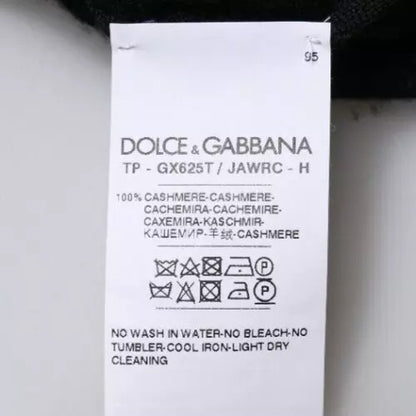 95
DOLCE & GABBANA
TP - GX625T / JAWRC - H
100% CASHMERE-CASHMERE-
CACHEMIRA-CACHEMIRE-
CAXEMIRA-KASCHMIR-
КАШЕМИР-羊绒-CASHMERE
P
P
NO WASH IN WATER-NO BLEACH-NO
TUMBLER-COOL IRON-LIGHT DRY
CLEANING